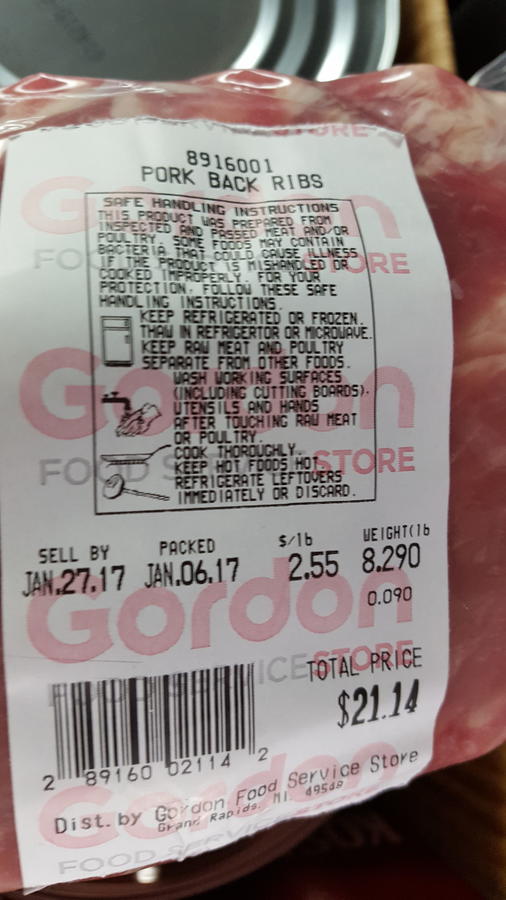 8916001
PORK BACK RIBS
SAFE HANDLING INSTRUCTIONS
THIS PRODUCT WAS PREPARED FROM
INSPECTED AND PASSED MEAT AND/OR
POULTRY. SOME FOODS MAY CONTAIN
BACTERIA THAT COULD CAUSE ILLNESS
IF THE PRODUCT IS MISHANDLED OR
COOKED IMPROPERLY. FOR YOUR
PROTECTION, FOLLOW THESE SAFE
HANDLING INSTRUCTIONS.
KEEP REFRIGERATED OR FROZEN.
THAW IN REFRIGERTOR OR MICROWAVE.
KEEP RAW MEAT AND POULTRY
SEPARATE FROM OTHER FOODS.
WASH WORKING SURFACES
(INCLUDING CUTTING BOARDS),
UTENSILS AND HANDS
AFTER TOUCHING RAW MEAT
OR POULTRY.
COOK THOROUGHLY.
KEEP HOT FOODS HOT.
REFRIGERATE LEFTOVERS
IMMEDIATELY OR DISCARD.
Gordon
FOOD SERVICE STORE
SELL BY PACKED $/lb WEIGHT(lb
JAN.27.17 JAN.06.17 2.55 8.290
0.090
TOTAL PRICE
$21.14
2 89160 02114 2
Dist. by Gordon Food Service Store
Grand Rapids, MI. 49548